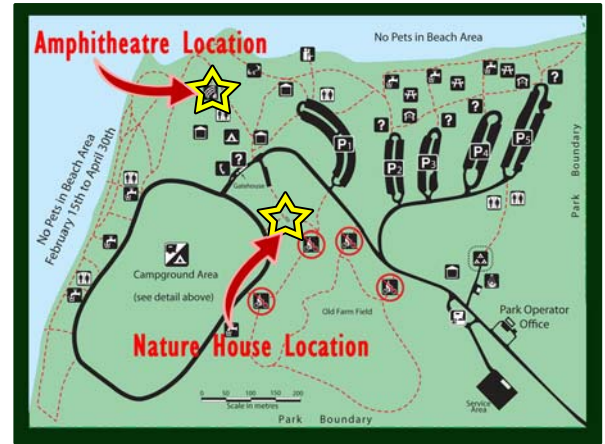 Amphitheatre Location
No Pets in Beach Area
No Pets in Beach Area
February 15th to April 30th
P1
P2
P3
P4
P5
?
?
?
?
?
Gatehouse
Park Boundary
Campground Area
(see detail above)
Old Farm Field
Park Operator
Office
Nature House Location
0 50 100 150 200
Scale in metres
Service
Area
Park Boundary